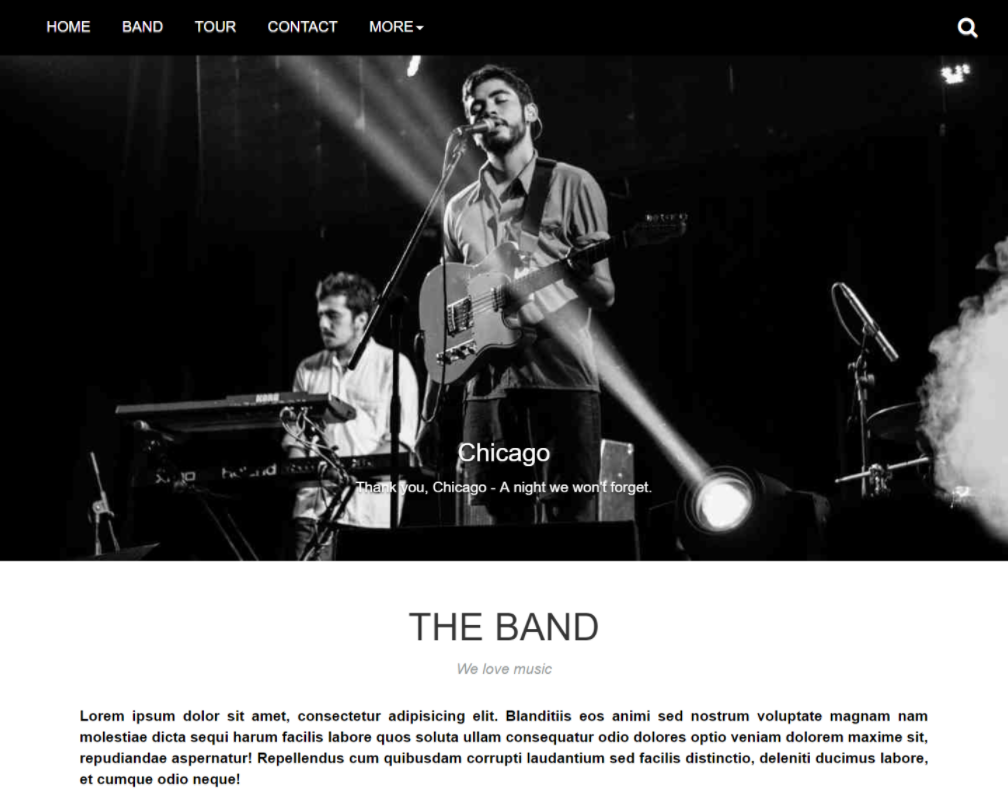 HOME BAND TOUR CONTACT MORE
KORG
Roland
Chicago
Thank you, Chicago - A night we won't forget.
THE BAND
We love music
Lorem ipsum dolor sit amet, consectetur adipisicing elit. Blanditiis eos animi sed nostrum voluptate magnam nam
molestiae dicta sequi harum facilis labore quos soluta ullam consequatur odio dolores optio veniam dolorem maxime sit,
repudiandae aspernatur! Repellendus cum quibusdam corrupti laudantium sed facilis distinctio, deleniti ducimus labore,
et cumque odio neque!